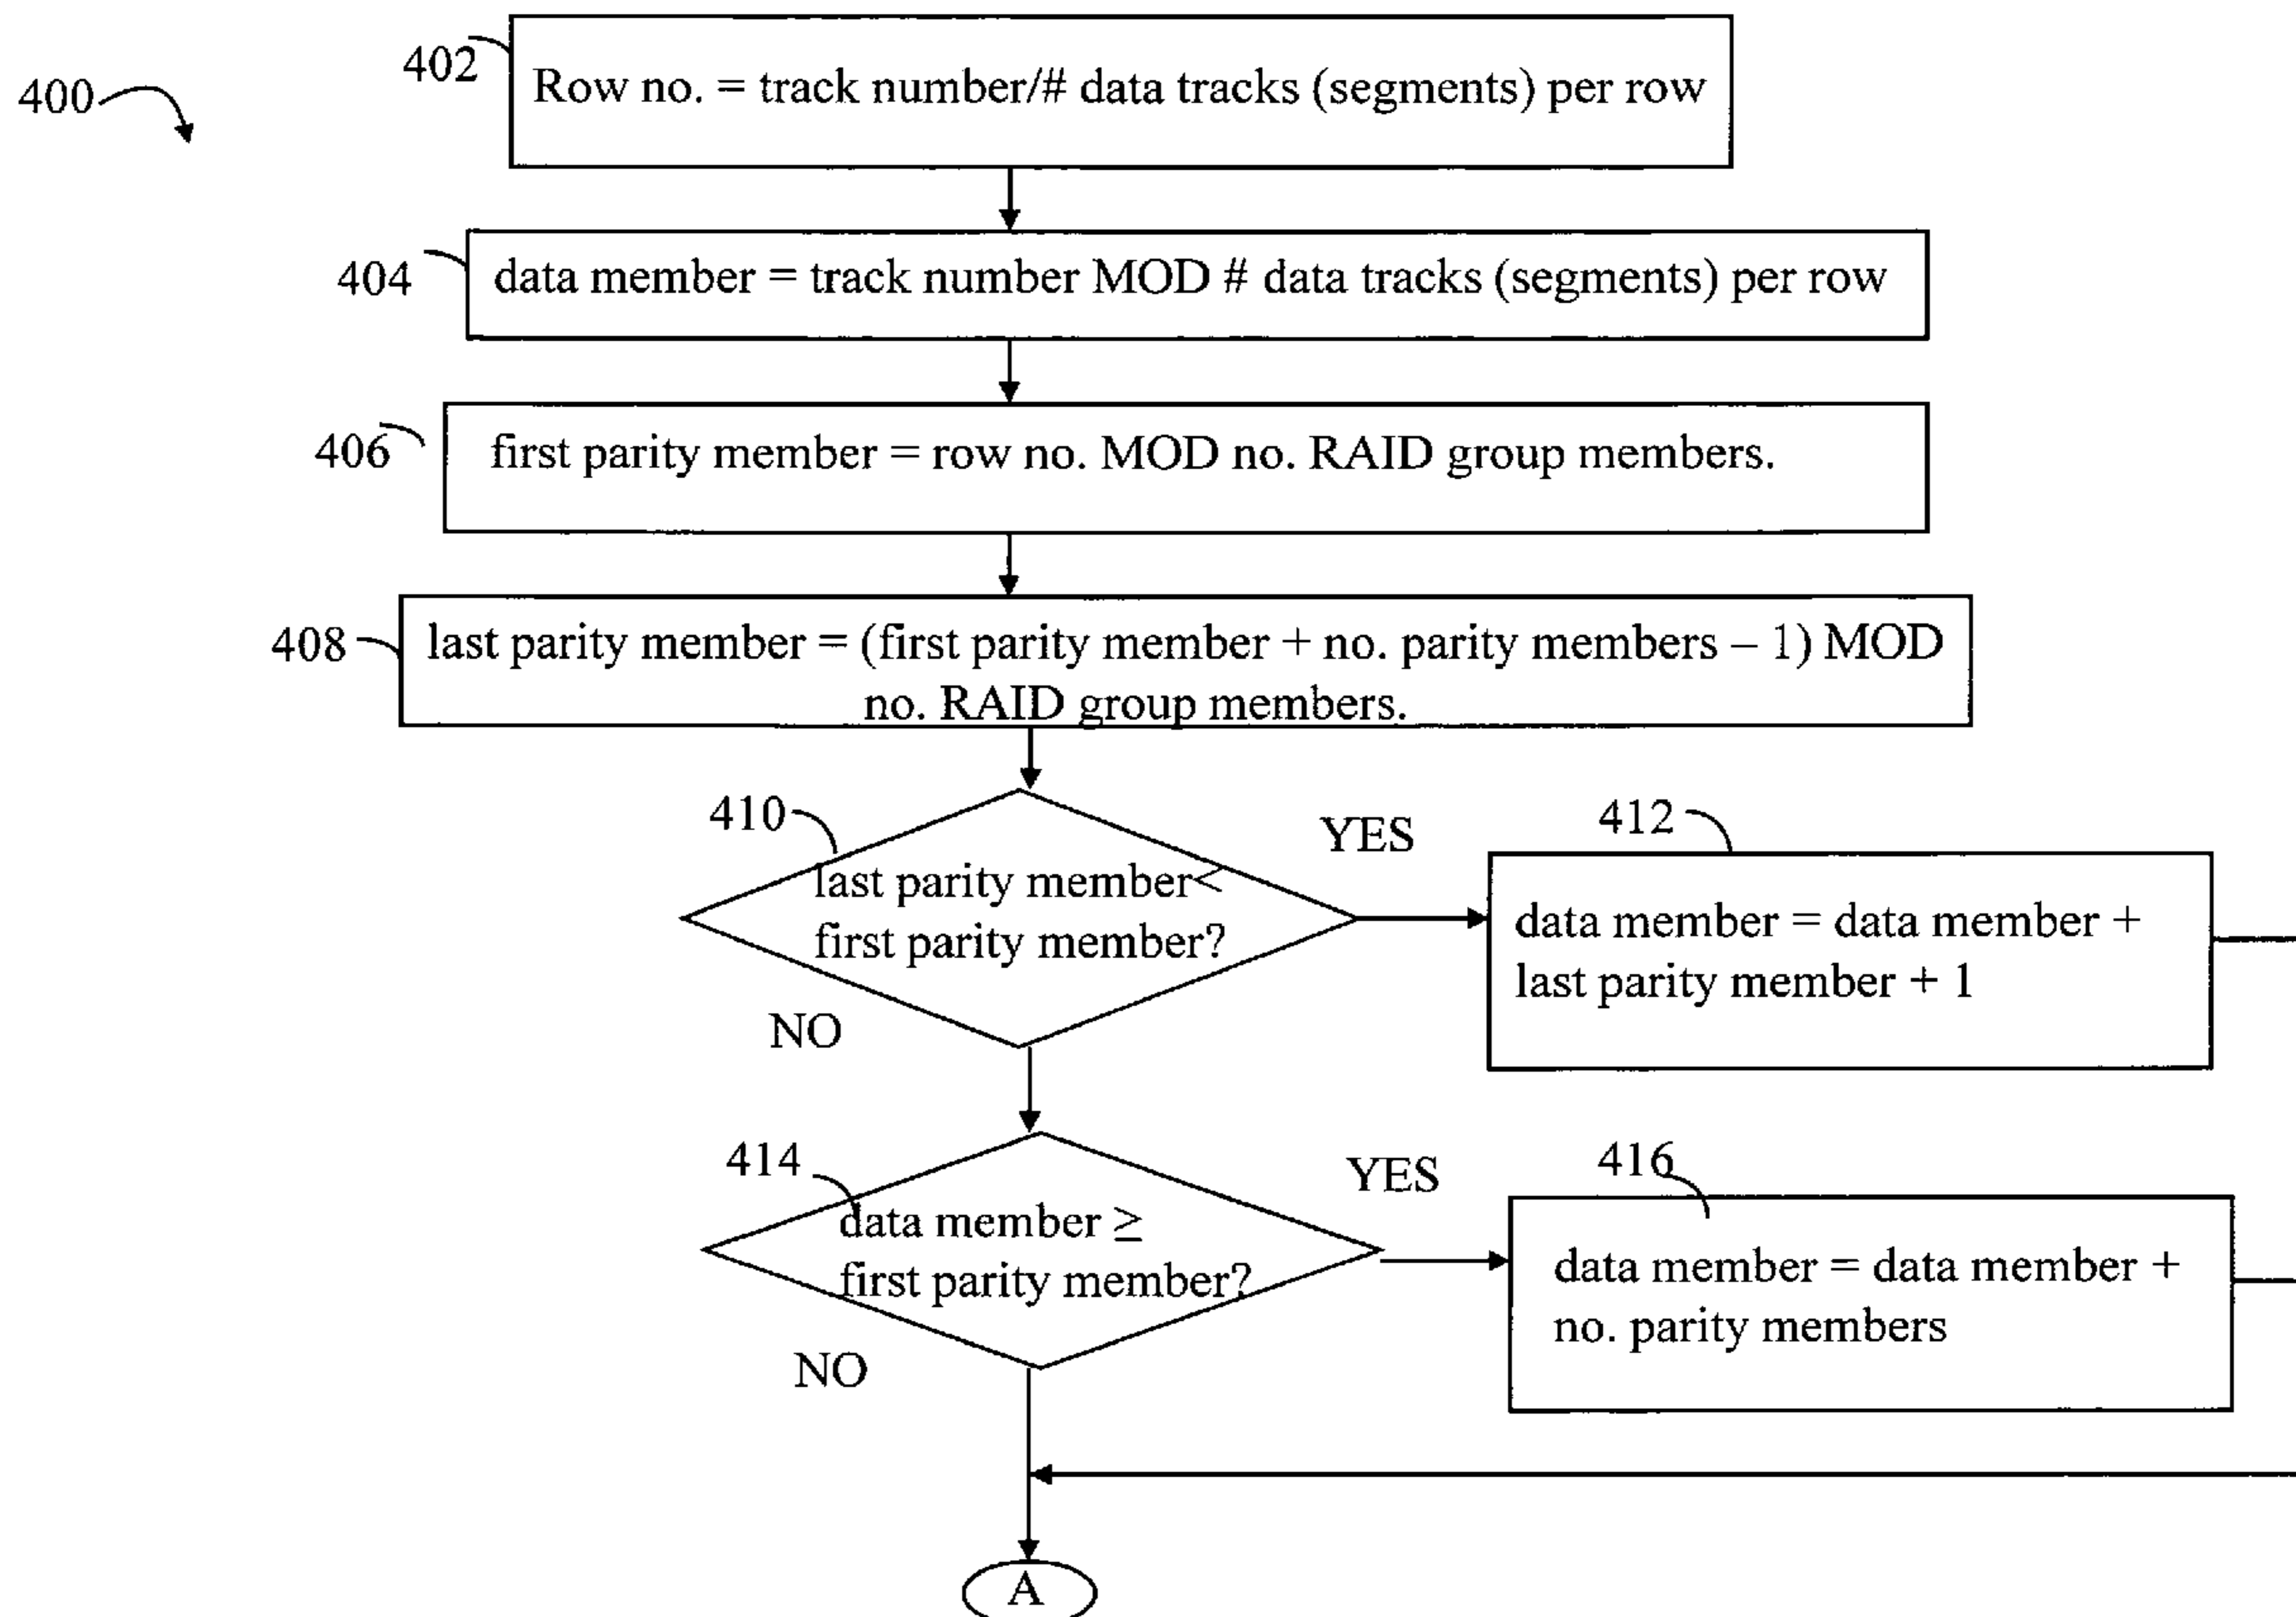 400
402
Row no. = track number/# data tracks (segments) per row
404
data member = track number MOD # data tracks (segments) per row
406
first parity member = row no. MOD no. RAID group members.
408
last parity member = (first parity member + no. parity members – 1) MOD
no. RAID group members.
410
last parity member<
first parity member?
YES
NO
412
data member = data member +
last parity member + 1
414
data member ≥
first parity member?
YES
NO
416
data member = data member +
no. parity members
A